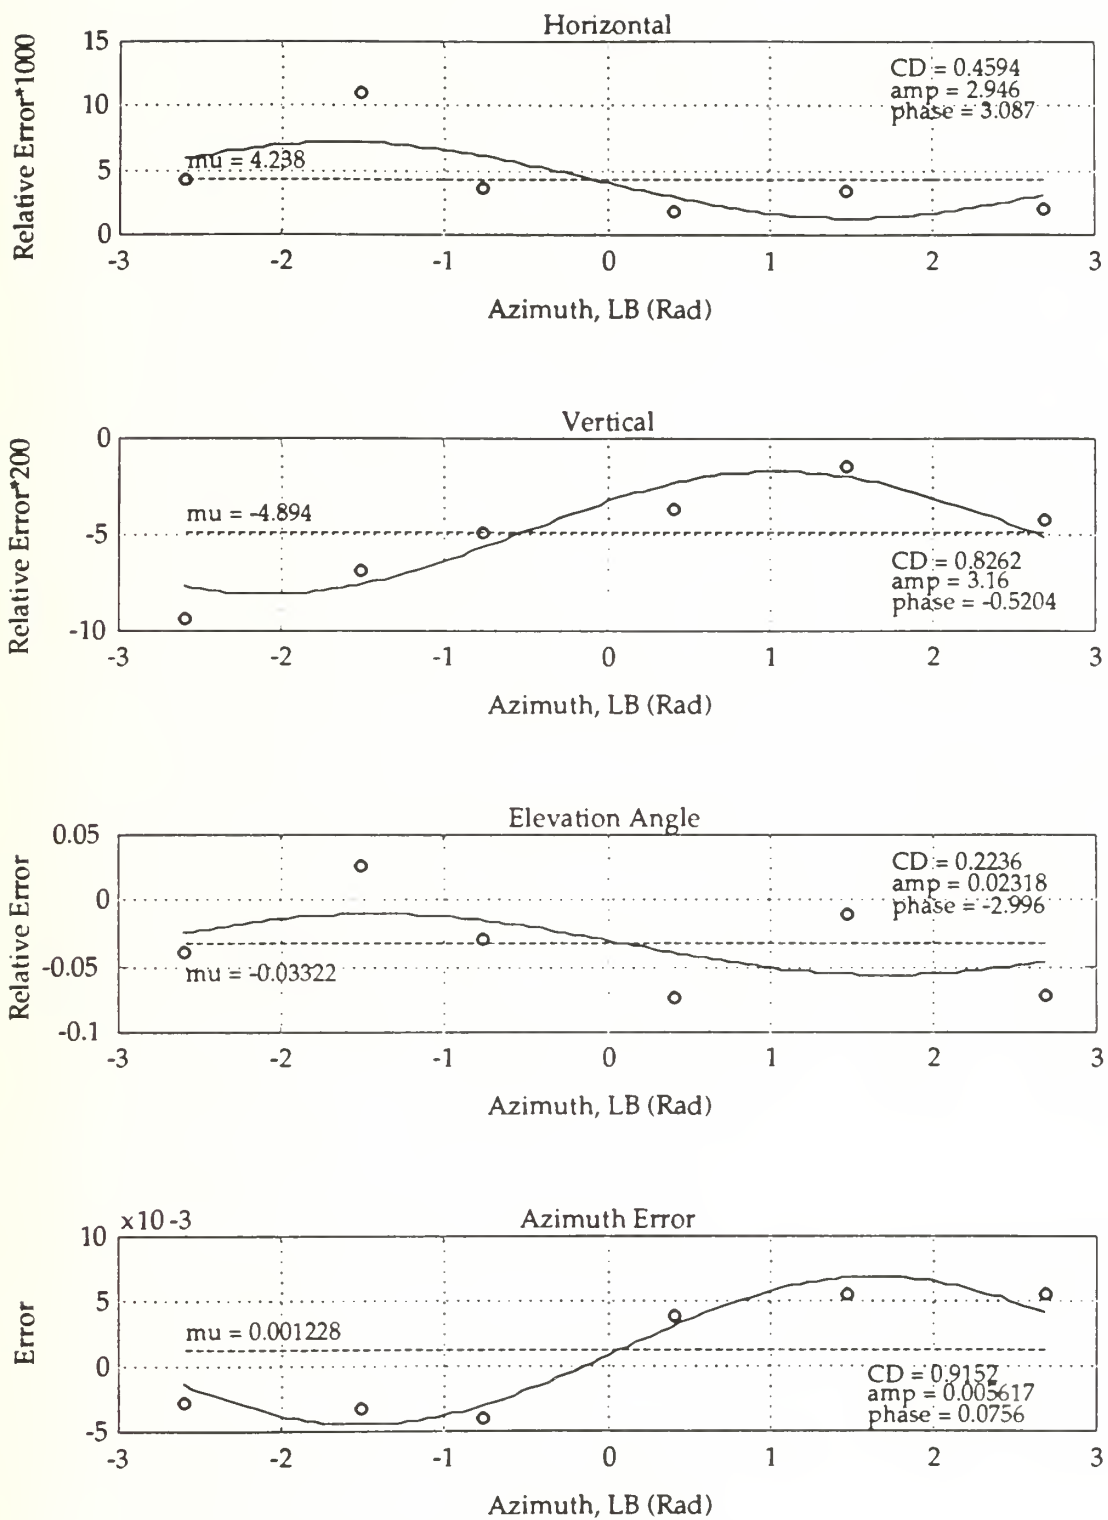 Horizontal
15
10
5
0
Relative Error*1000
CD = 0.4594
amp = 2.946
phase = 3.087
mu = 4.238
-3 -2 -1 0 1 2 3
Azimuth, LB (Rad)
Vertical
0
-5
-10
Relative Error*200
mu = -4.894
CD = 0.8262
amp = 3.16
phase = -0.5204
-3 -2 -1 0 1 2 3
Azimuth, LB (Rad)
Elevation Angle
0.05
0
-0.05
-0.1
Relative Error
CD = 0.2236
amp = 0.02318
phase = -2.996
mu = -0.03322
-3 -2 -1 0 1 2 3
Azimuth, LB (Rad)
x10 -3
Azimuth Error
10
5
0
-5
Error
mu = 0.001228
CD = 0.9152
amp = 0.005617
phase = 0.0756
-3 -2 -1 0 1 2 3
Azimuth, LB (Rad)